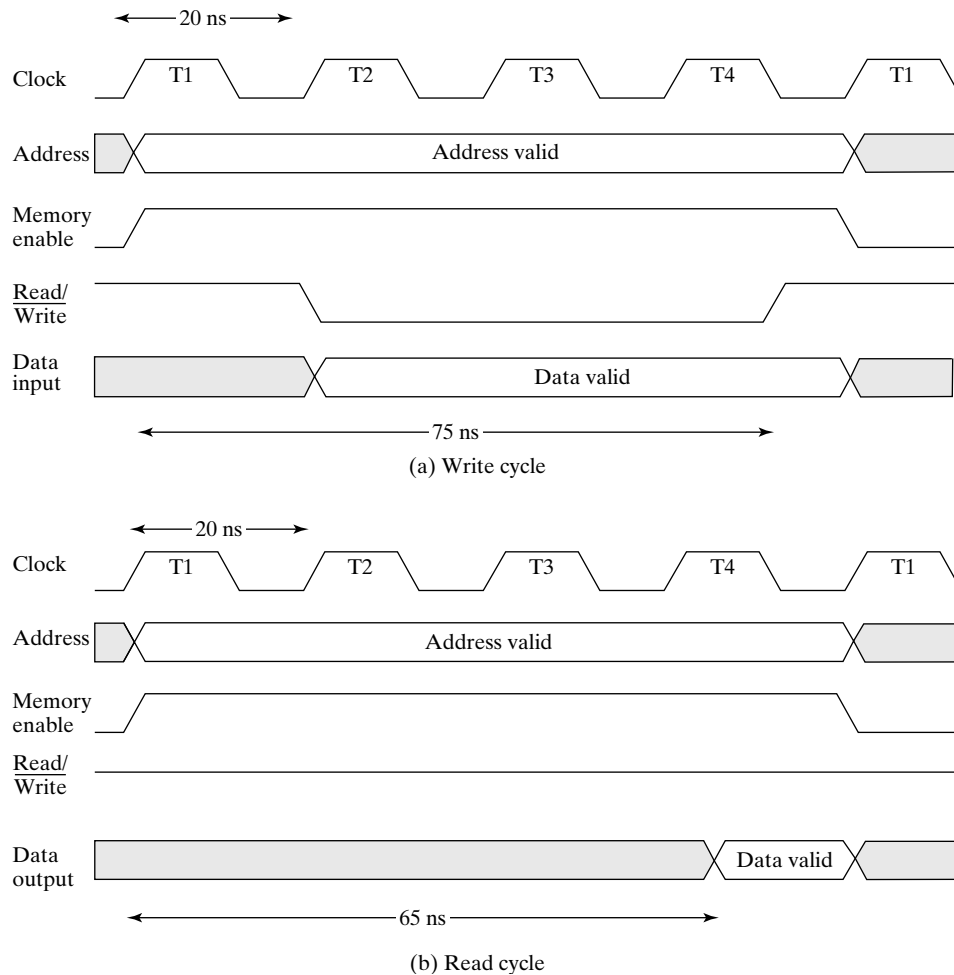 20 ns
Clock T1 T2 T3 T4 T1
Address Address valid
Memory
enable
Read/
Write
Data
input Data valid
75 ns
(a) Write cycle
20 ns
Clock T1 T2 T3 T4 T1
Address Address valid
Memory
enable
Read/
Write
Data
output Data valid
65 ns
(b) Read cycle